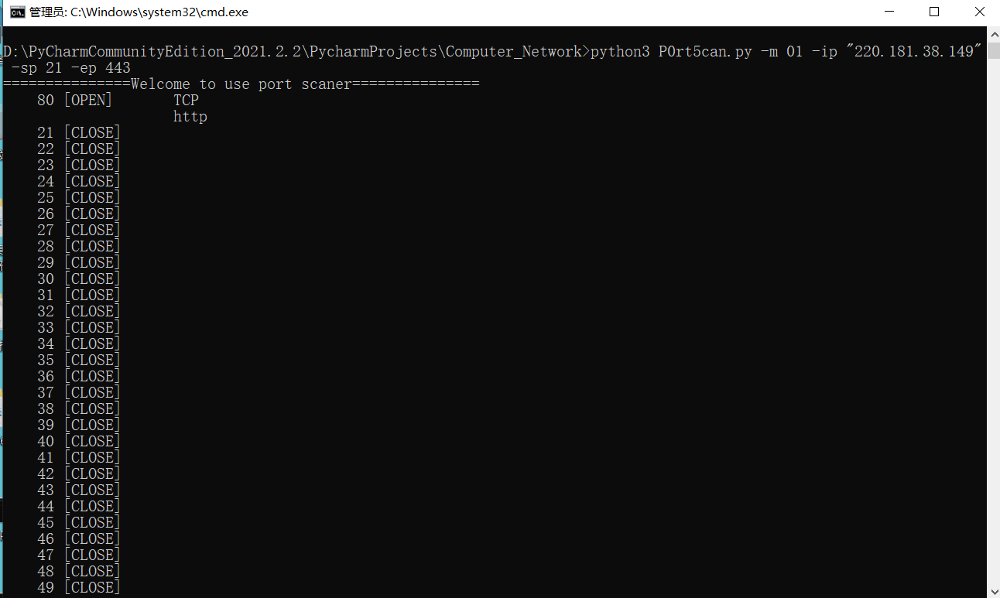 管理员: C:\Windows\system32\cmd.exe
D:\PyCharmCommunityEdition_2021.2.2\PycharmProjects\Computer_Network>python3 POrt5can.py -m 01 -ip "220.181.38.149"
-sp 21 -ep 443
===============Welcome to use port scaner===============
80 [OPEN] TCP
http
21 [CLOSE]
22 [CLOSE]
23 [CLOSE]
24 [CLOSE]
25 [CLOSE]
26 [CLOSE]
27 [CLOSE]
28 [CLOSE]
29 [CLOSE]
30 [CLOSE]
31 [CLOSE]
32 [CLOSE]
33 [CLOSE]
34 [CLOSE]
35 [CLOSE]
36 [CLOSE]
37 [CLOSE]
38 [CLOSE]
39 [CLOSE]
40 [CLOSE]
41 [CLOSE]
42 [CLOSE]
43 [CLOSE]
44 [CLOSE]
45 [CLOSE]
46 [CLOSE]
47 [CLOSE]
48 [CLOSE]
49 [CLOSE]